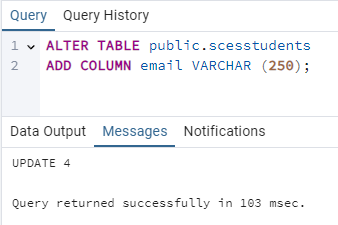 Query Query History
1 ALTER TABLE public.scesstudents
2 ADD COLUMN email VARCHAR (250);
Data Output Messages Notifications
UPDATE 4
Query returned successfully in 103 msec.